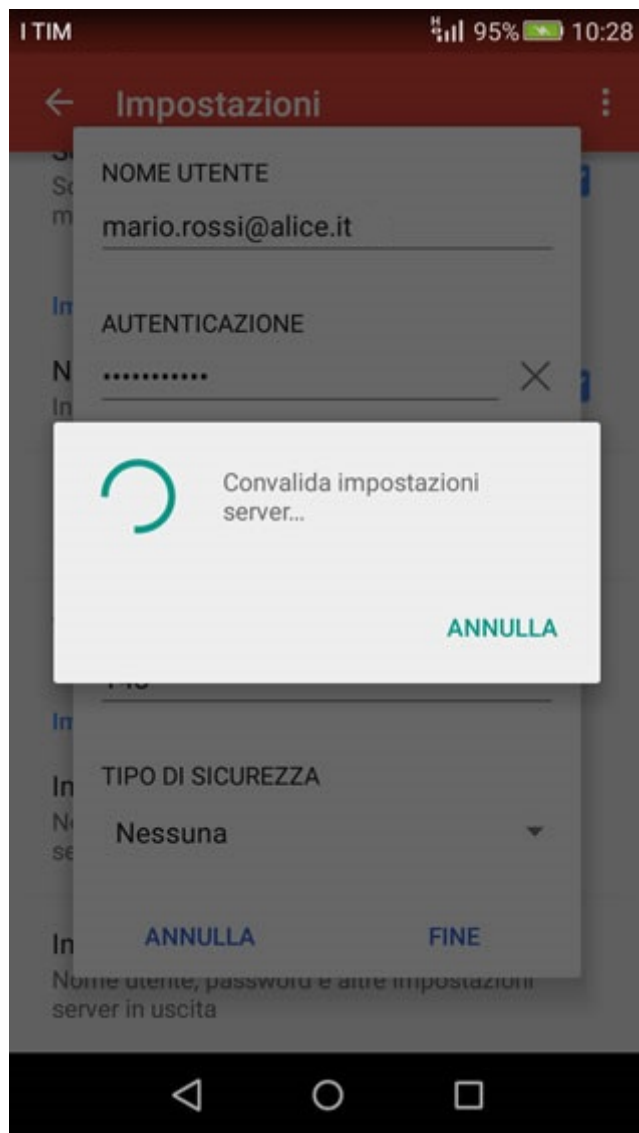 I TIM
95%
10:28
Impostazioni
NOME UTENTE
mario.rossi@alice.it
AUTENTICAZIONE
•••••••••••
Convalida impostazioni
server...
ANNULLA
TIPO DI SICUREZZA
Nessuna
ANNULLA
FINE
Nome utente, password e altre impostazioni
server in uscita